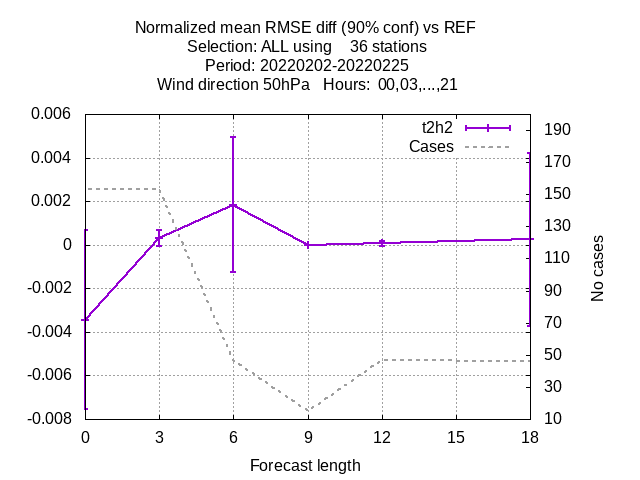 Normalized mean RMSE diff (90% conf) vs REF
Selection: ALL using 36 stations
Period: 20220202-20220225
Wind direction 50hPa Hours: 00,03,...,21
t2h2
Cases
0.006
0.004
0.002
0
-0.002
-0.004
-0.006
-0.008
190
170
150
130
110
90
70
50
30
10
No cases
0 3 6 9 12 15 18
Forecast length